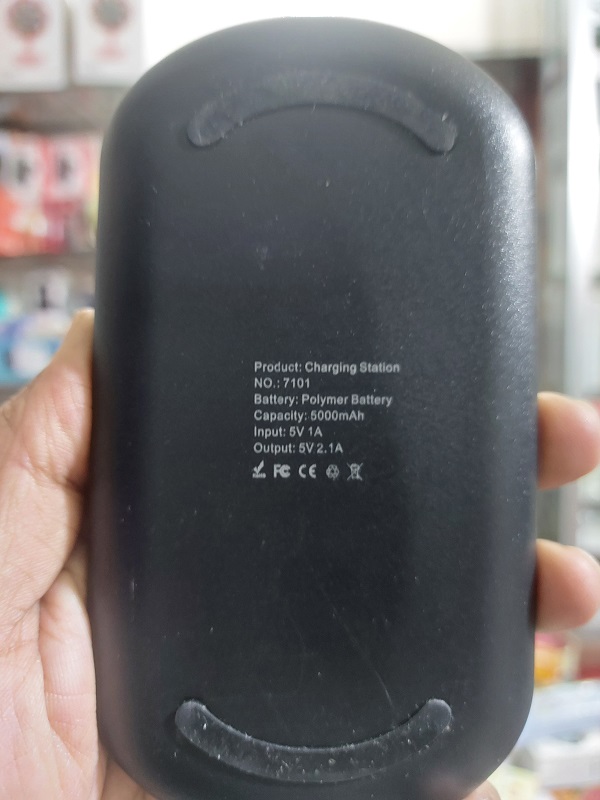 Product: Charging Station
NO.: 7101
Battery: Polymer Battery
Capacity: 5000mAh
Input: 5V 1A
Output: 5V 2.1A
FC CE